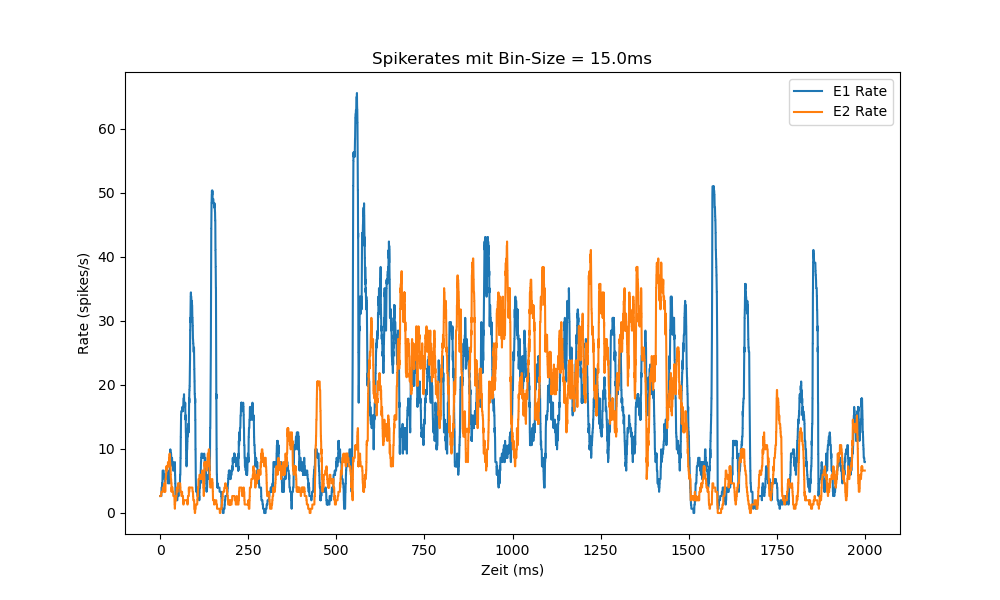 Spikerates mit Bin-Size = 15.0ms
E1 Rate
E2 Rate
60
50
40
30
20
10
0
Rate (spikes/s)
0 250 500 750 1000 1250 1500 1750 2000
Zeit (ms)